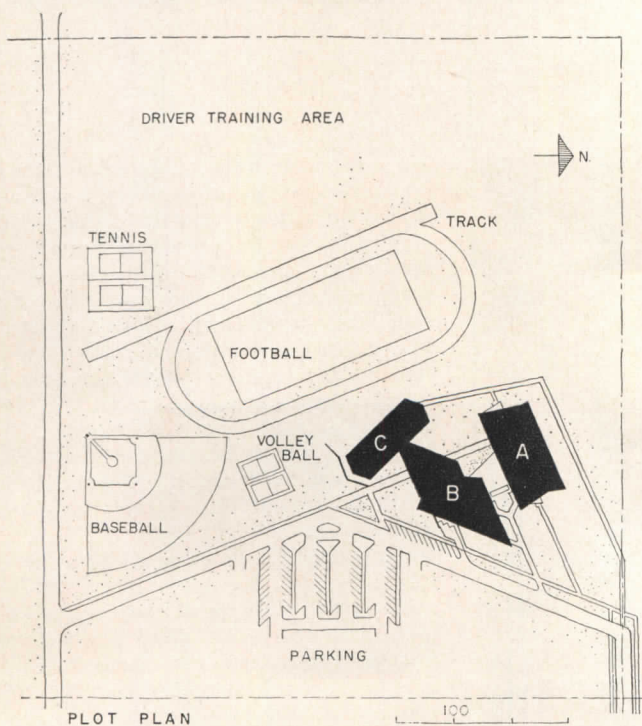 DRIVER TRAINING AREA
N.
TRACK
TENNIS
FOOTBALL
VOLLEY
BALL
C
A
B
BASEBALL
PARKING
PLOT PLAN
100